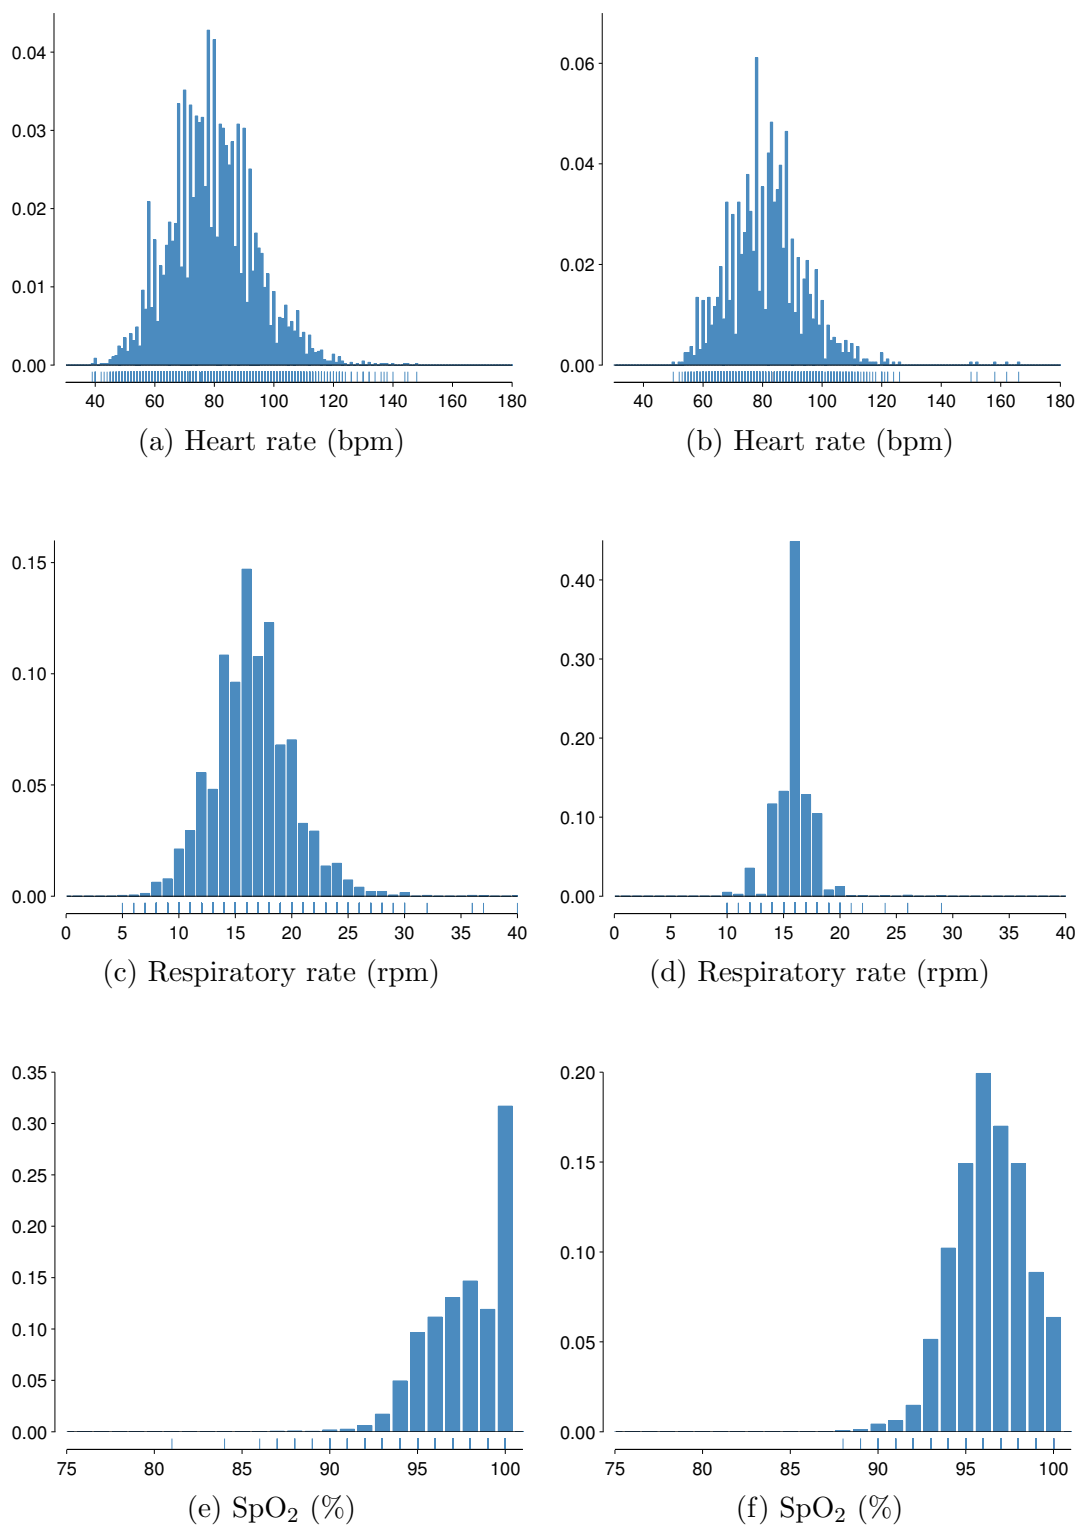 0.04
0.03
0.02
0.01
0.00
40 60 80 100 120 140 160 180
(a) Heart rate (bpm)
0.06
0.04
0.02
0.00
40 60 80 100 120 140 160 180
(b) Heart rate (bpm)
0.15
0.10
0.05
0.00
0 5 10 15 20 25 30 35 40
(c) Respiratory rate (rpm)
0.40
0.30
0.20
0.10
0.00
0 5 10 15 20 25 30 35 40
(d) Respiratory rate (rpm)
0.35
0.30
0.25
0.20
0.15
0.10
0.05
0.00
75 80 85 90 95 100
(e) SpO₂ (%)
0.20
0.15
0.10
0.05
0.00
75 80 85 90 95 100
(f) SpO₂ (%)